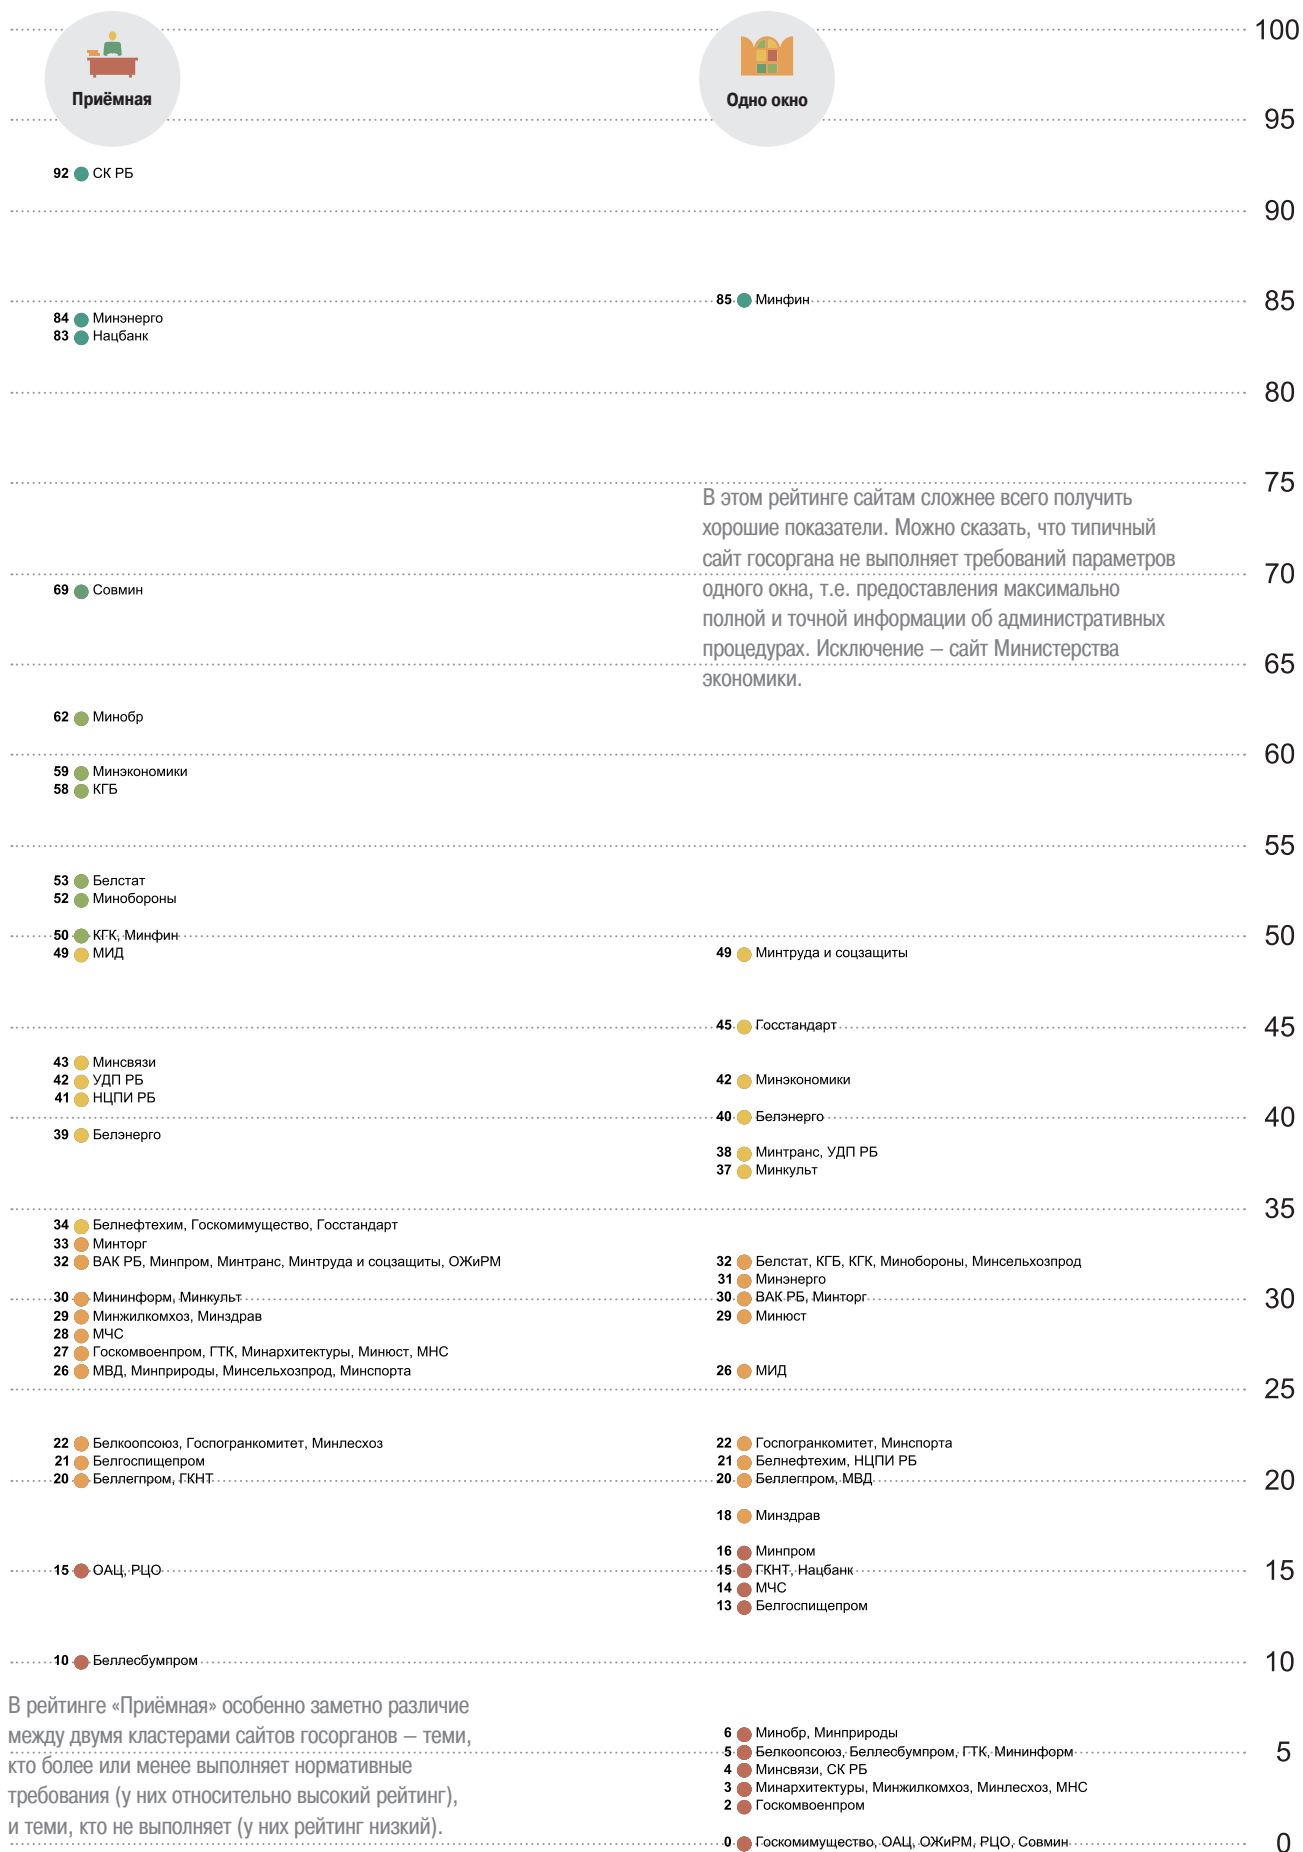 Приёмная
92 СК РБ
84 Минэнерго
83 Нацбанк
69 Совмин
62 Минобр
59 Минэкономики
58 КГБ
53 Белстат
52 Минобороны
50 КГК, Минфин
49 МИД
43 Минсвязи
42 УДП РБ
41 НЦПИ РБ
39 Белэнерго
34 Белнефтехим, Госкомимущество, Госстандарт
33 Минторг
32 ВАК РБ, Минпром, Минтранс, Минтруда и соцзащиты, ОЖиРМ
30 Мининформ, Минкульт
29 Минжилкомхоз, Минздрав
28 МЧС
27 Госкомвоенпром, ГТК, Минархитектуры, Минюст, МНС
26 МВД, Минприроды, Минсельхозпрод, Минспорта
22 Белкоопсоюз, Госпогранкомитет, Минлесхоз
21 Белгоспищепром
20 Беллегпром, ГКНТ
15 ОАЦ, РЦО
10 Беллесбумпром
В рейтинге «Приёмная» особенно заметно различие
между двумя кластерами сайтов госорганов – теми,
кто более или менее выполняет нормативные
требования (у них относительно высокий рейтинг),
и теми, кто не выполняет (у них рейтинг низкий).
Одно окно
85 Минфин
В этом рейтинге сайтам сложнее всего получить
хорошие показатели. Можно сказать, что типичный
сайт госоргана не выполняет требований параметров
одного окна, т.е. предоставления максимально
полной и точной информации об административных
процедурах. Исключение – сайт Министерства
экономики.
49 Минтруда и соцзащиты
45 Госстандарт
42 Минэкономики
40 Белэнерго
38 Минтранс, УДП РБ
37 Минкульт
32 Белстат, КГБ, КГК, Минобороны, Минсельхозпрод
31 Минэнерго
30 ВАК РБ, Минторг
29 Минюст
26 МИД
22 Госпогранкомитет, Минспорта
21 Белнефтехим, НЦПИ РБ
20 Беллегпром, МВД
18 Минздрав
16 Минпром
15 ГКНТ, Нацбанк
14 МЧС
13 Белгоспищепром
6 Минобр, Минприроды
5 Белкоопсоюз, Беллесбумпром, ГТК, Мининформ
4 Минсвязи, СК РБ
3 Минархитектуры, Минжилкомхоз, Минлесхоз, МНС
2 Госкомвоенпром
0 Госкомимущество, ОАЦ, ОЖиРМ, РЦО, Совмин
100
95
90
85
80
75
70
65
60
55
50
45
40
35
30
25
20
15
10
5
0